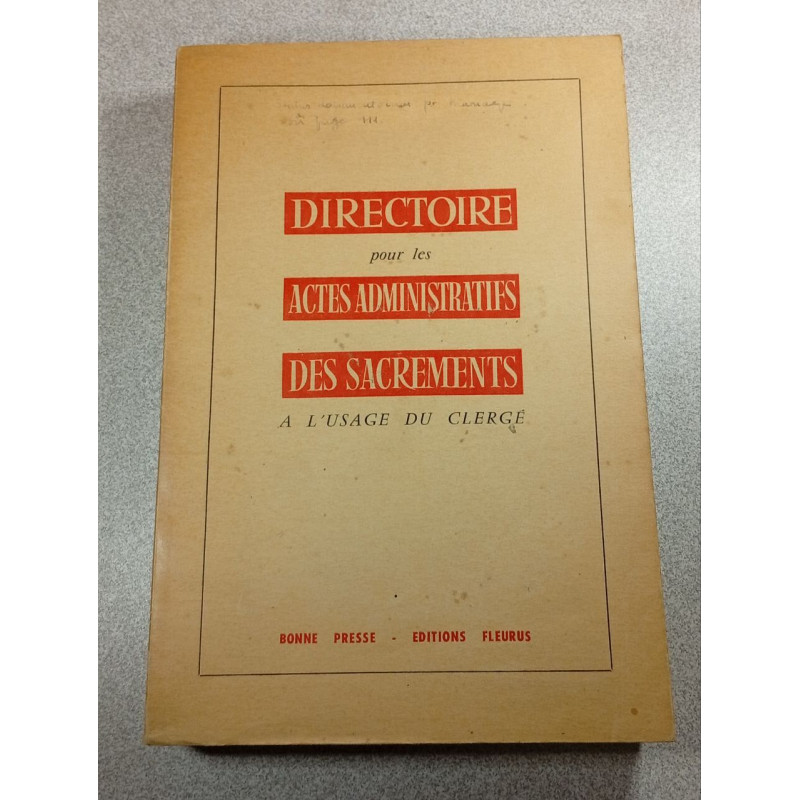 DIRECTOIRE
pour les
ACTES ADMINISTRATIFS
DES SACREMENTS
A L'USAGE DU CLERGÉ
BONNE PRESSE - EDITIONS FLEURUS